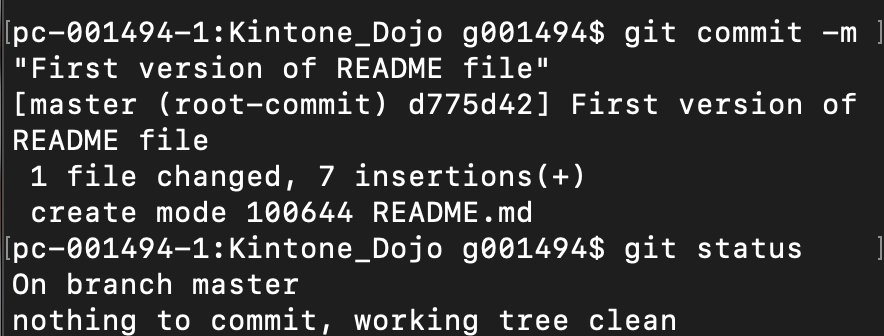 [pc-001494-1:Kintone_Dojo g001494$ git commit -m ]
"First version of README file"
[master (root-commit) d775d42] First version of
README file
 1 file changed, 7 insertions(+)
 create mode 100644 README.md
[pc-001494-1:Kintone_Dojo g001494$ git status ]
On branch master
nothing to commit, working tree clean